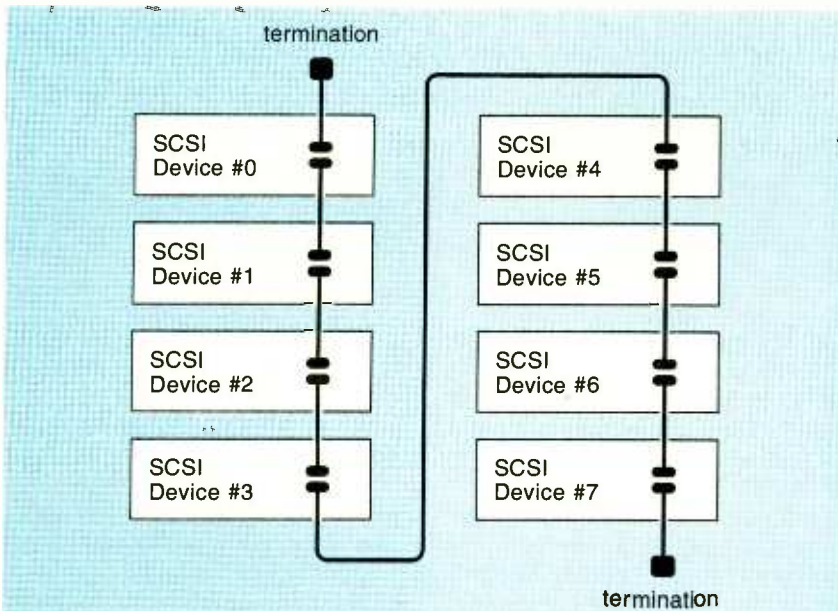 termination
SCSI
Device #0
SCSI
Device #1
SCSI
Device #2
SCSI
Device #3
SCSI
Device #4
SCSI
Device #5
SCSI
Device #6
SCSI
Device #7
termination